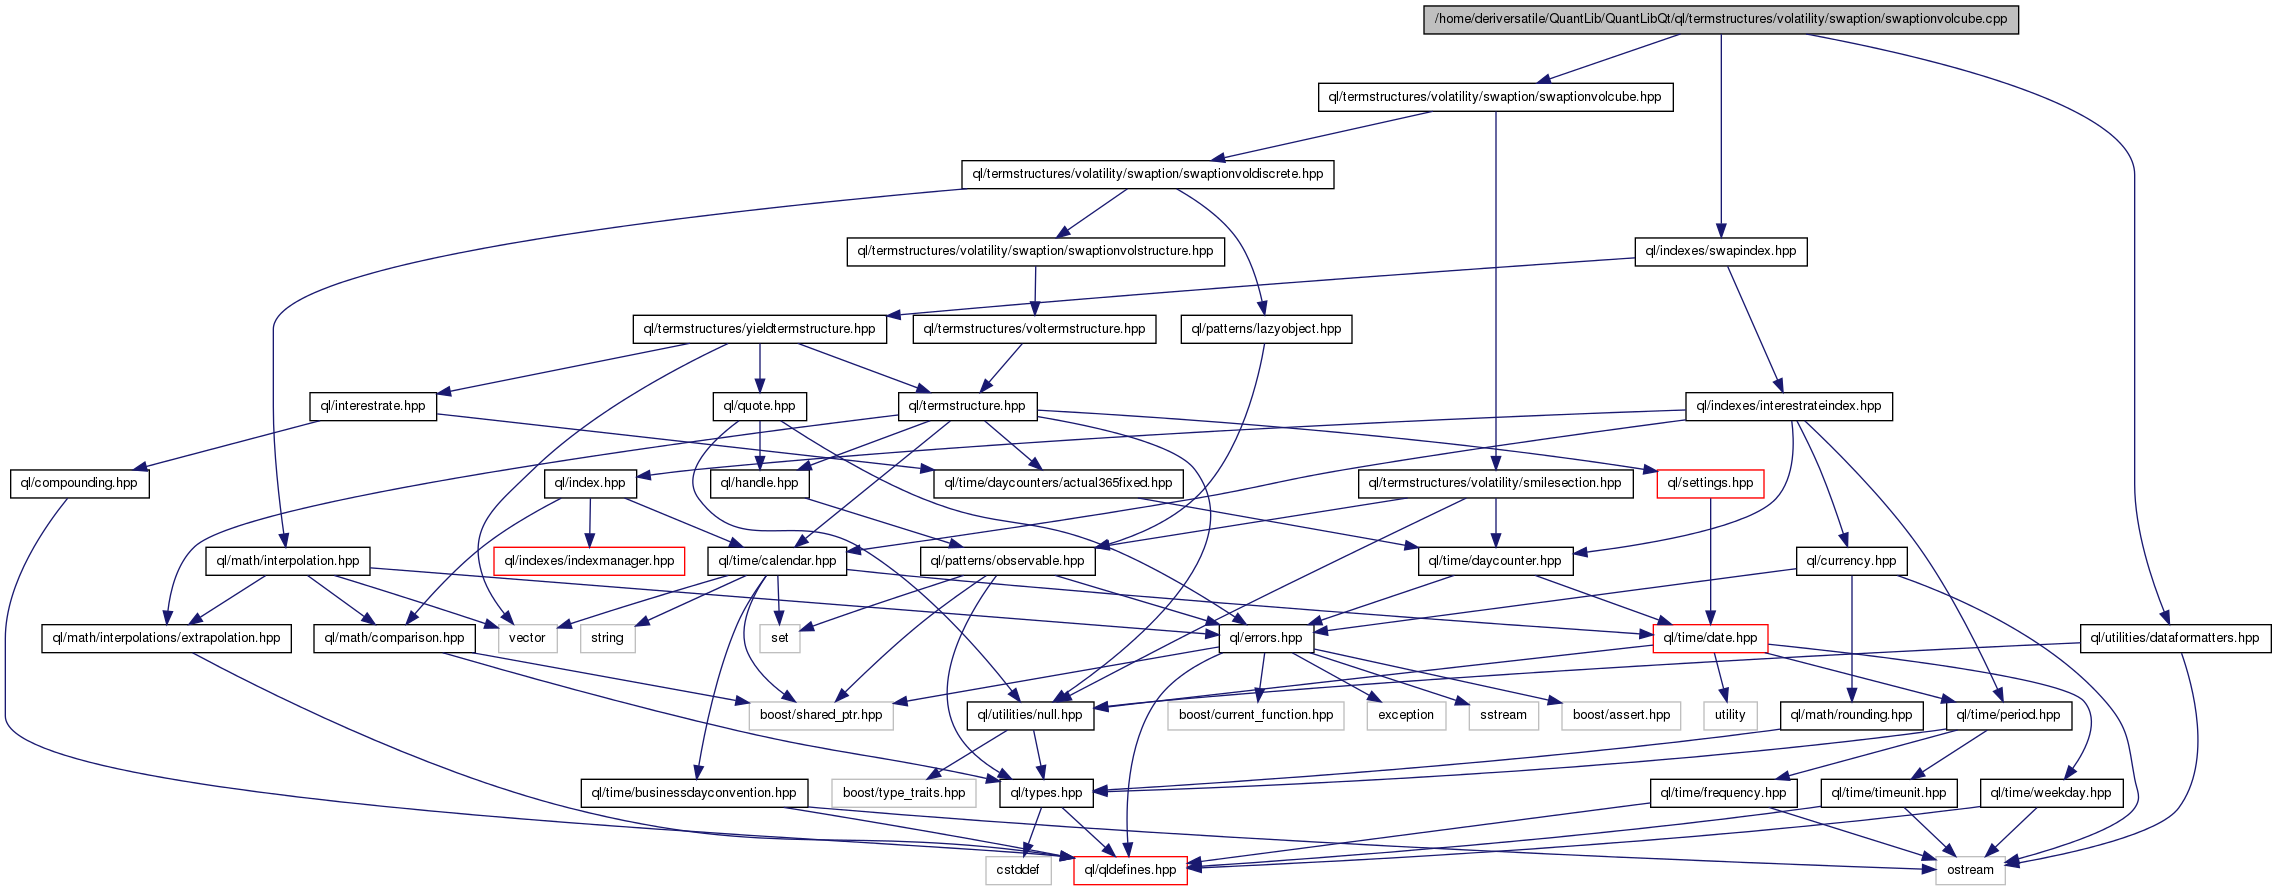 /home/deriversatile/QuantLib/QuantLibQt/ql/termstructures/volatility/swaption/swaptionvolcube.cpp
ql/termstructures/volatility/swaption/swaptionvolcube.hpp
ql/termstructures/volatility/swaption/swaptionvoldiscrete.hpp
ql/termstructures/volatility/swaption/swaptionvolstructure.hpp
ql/indexes/swapindex.hpp
ql/termstructures/yieldtermstructure.hpp
ql/termstructures/voltermstructure.hpp
ql/patterns/lazyobject.hpp
ql/interestrate.hpp
ql/quote.hpp
ql/termstructure.hpp
ql/indexes/interestrateindex.hpp
ql/compounding.hpp
ql/index.hpp
ql/handle.hpp
ql/time/daycounters/actual365fixed.hpp
ql/termstructures/volatility/smilesection.hpp
ql/settings.hpp
ql/math/interpolation.hpp
ql/indexes/indexmanager.hpp
ql/time/calendar.hpp
ql/patterns/observable.hpp
ql/time/daycounter.hpp
ql/currency.hpp
ql/math/interpolations/extrapolation.hpp
ql/math/comparison.hpp
vector
string
set
ql/errors.hpp
ql/time/date.hpp
ql/utilities/dataformatters.hpp
boost/shared_ptr.hpp
ql/utilities/null.hpp
boost/current_function.hpp
exception
sstream
boost/assert.hpp
utility
ql/math/rounding.hpp
ql/time/period.hpp
ql/time/businessdayconvention.hpp
boost/type_traits.hpp
ql/types.hpp
ql/time/frequency.hpp
ql/time/timeunit.hpp
ql/time/weekday.hpp
cstddef
ql/qldefines.hpp
ostream